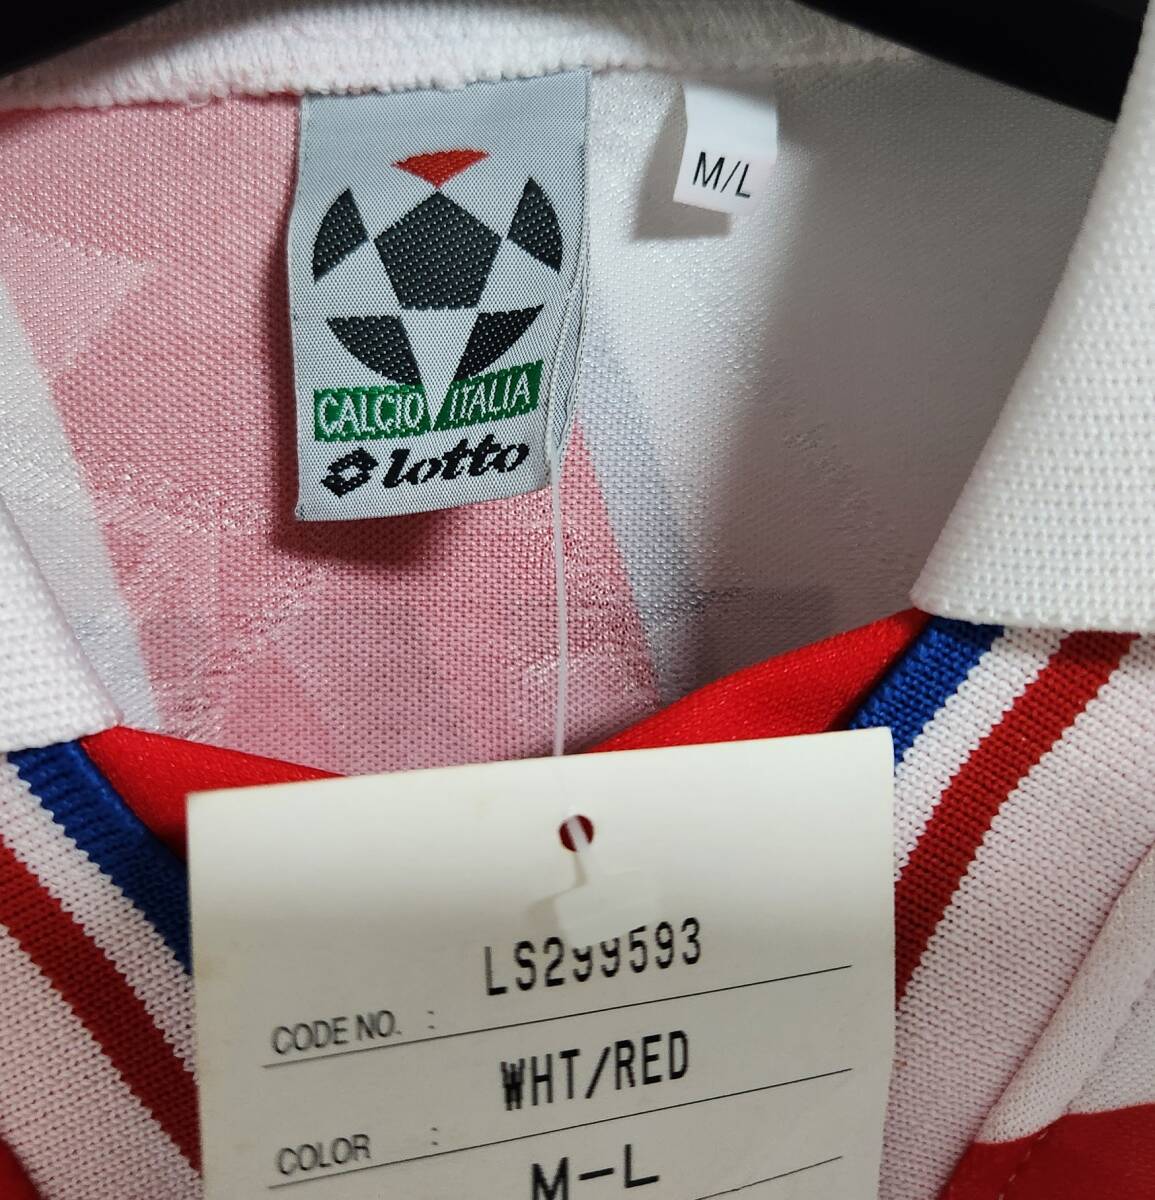 M/L
CALCIO ITALIA
lotto
CODE NO. : LS299593
COLOR : WHT/RED
M-L